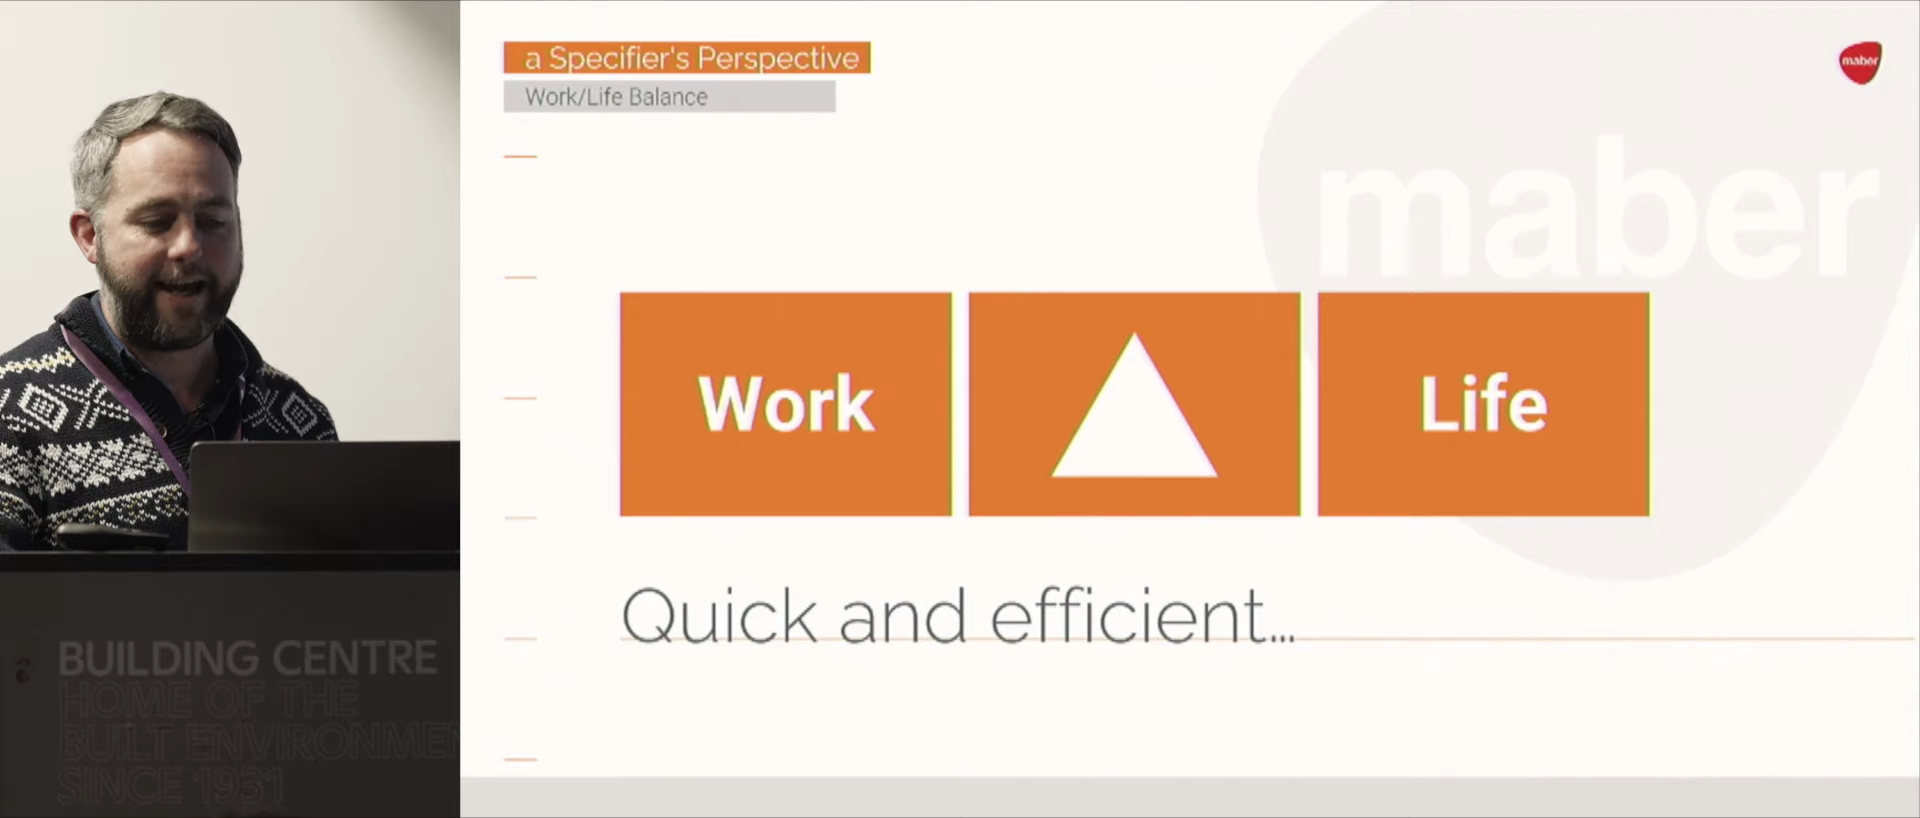 a Specifier's Perspective
Work/Life Balance
maber
maber
Work
Life
Quick and efficient...
BUILDING CENTRE
HOME OF THE
BUILT ENVIRONME
SINCE 1931